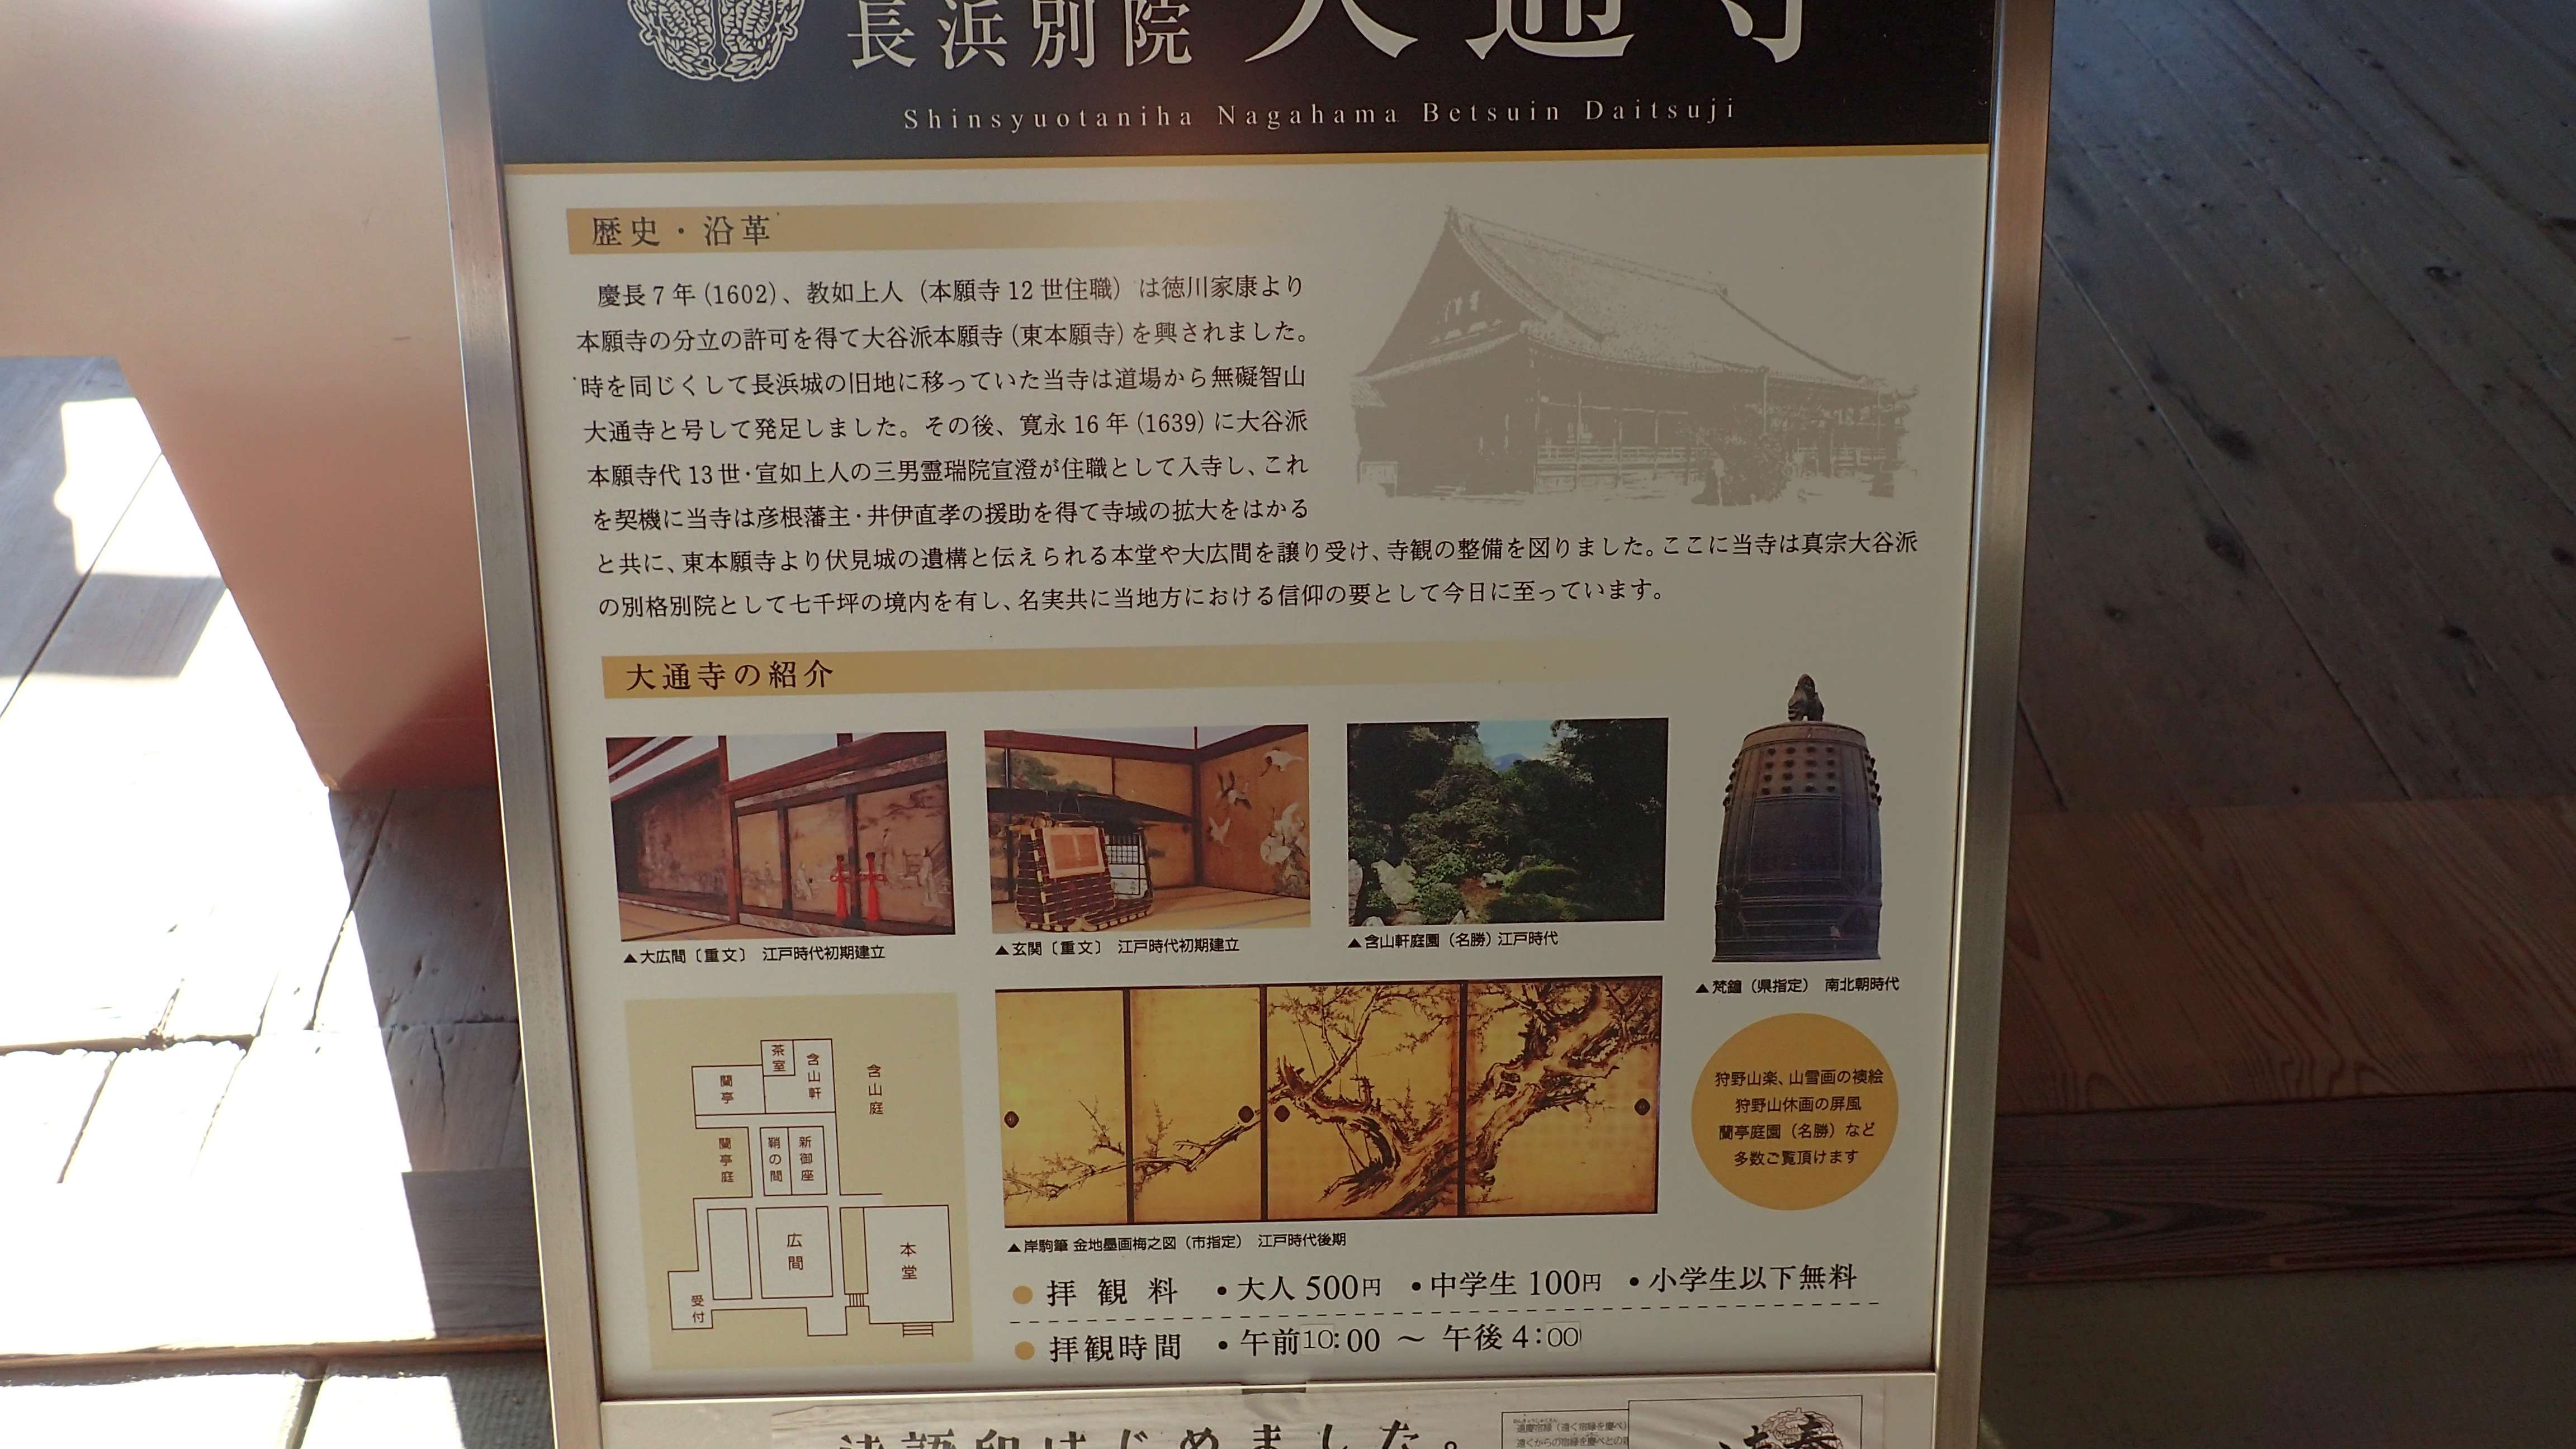 長浜別院 大通寺
Shinsyuotaniha Nagahama Betsuin Daitsuji
歴史・沿革
慶長7年(1602)、教如上人（本願寺12世住職）は徳川家康より
本願寺の分立の許可を得て大谷派本願寺(東本願寺)を興されました。
時を同じくして長浜城の旧地に移っていた当寺は道場から無礙智山
大通寺と号して発足しました。その後、寛永16年(1639)に大谷派
本願寺代13世・宣如上人の三男霊瑞院宣澄が住職として入寺し、これ
を契機に当寺は彦根藩主・井伊直孝の援助を得て寺域の拡大をはかる
と共に、東本願寺より伏見城の遺構と伝えられる本堂や大広間を譲り受け、寺観の整備を図りました。ここに当寺は真宗大谷派
の別格別院として七千坪の境内を有し、名実共に当地方における信仰の要として今日に至っています。
大通寺の紹介
▲大広間〔重文〕 江戸時代初期建立
▲玄関〔重文〕 江戸時代初期建立
▲含山軒庭園（名勝）江戸時代
▲梵鐘（県指定） 南北朝時代
茶室
含山軒
含山庭
蘭亭
蘭亭庭
鞘の間
新御座
広間
本堂
受付
狩野山楽、山雪画の襖絵
狩野山休画の屏風
蘭亭庭園（名勝）など
多数ご覧頂けます
▲岸駒筆 金地墨画梅之図（市指定） 江戸時代後期
●拝観料 •大人500円 •中学生100円 •小学生以下無料
●拝観時間 •午前10:00 〜 午後4:00
法語印はじめました。